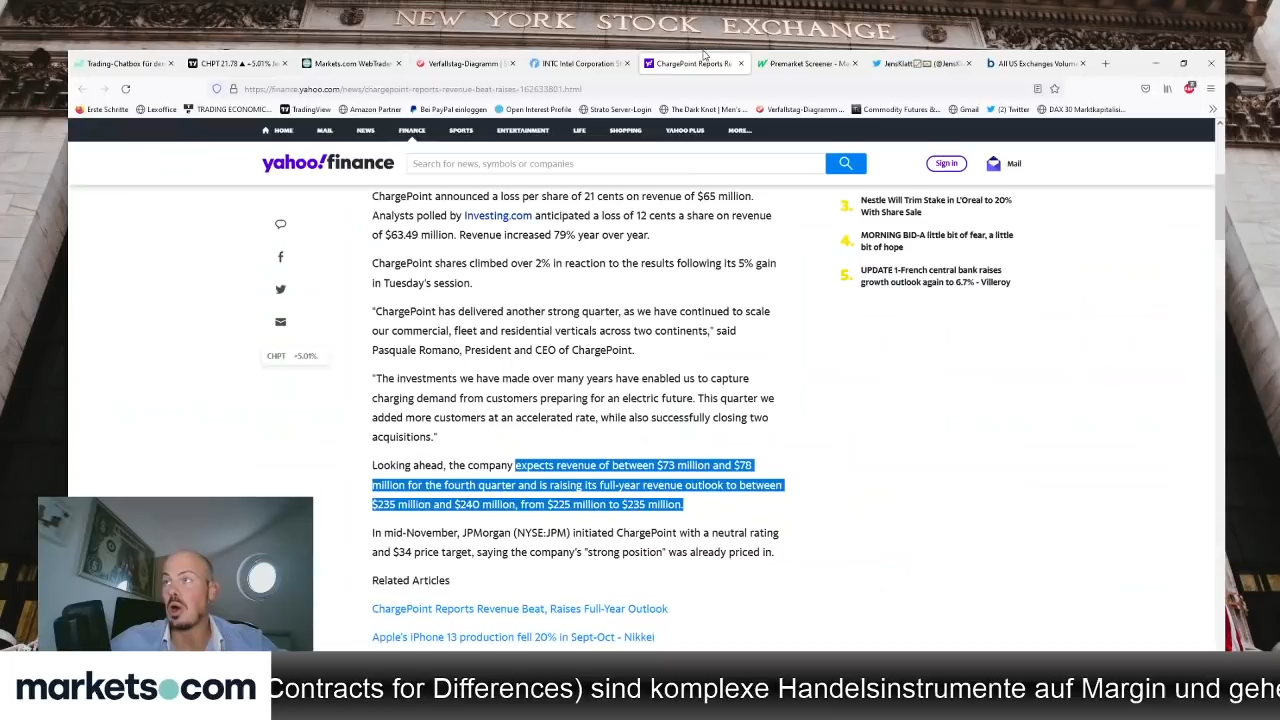 NEW YORK STOCK EXCHANGE
Trading-Chatbox für den
CHPT 21.78 ▲ +5.01%
Markets.com WebTrader
Verfallstag-Diagramm
INTC Intel Corporation
ChargePoint Reports Re
Premarket Screener - Ma
JensKlatt
All US Exchanges Volum
https://finance.yahoo.com/news/chargepoint-reports-revenue-beat-raises-162633801.html
Erste Schritte
Lexoffice
TRADING ECONOMIC...
TradingView
Amazon Partner
Bei PayPal einloggen
Open Interest Profile
Strato Server-Login
The Dark Knot | Men's ...
Verfallstag-Diagramm ...
Commodity Futures &...
Gmail
(2) Twitter
DAX 30 Marktkapitalisi...
HOME
MAIL
NEWS
FINANCE
SPORTS
ENTERTAINMENT
LIFE
SHOPPING
YAHOO PLUS
MORE...
yahoo!finance
Search for news, symbols or companies
Sign in
Mail
ChargePoint announced a loss per share of 21 cents on revenue of $65 million.
Analysts polled by Investing.com anticipated a loss of 12 cents a share on revenue
of $63.49 million. Revenue increased 79% year over year.
ChargePoint shares climbed over 2% in reaction to the results following its 5% gain
in Tuesday's session.
"ChargePoint has delivered another strong quarter, as we have continued to scale
our commercial, fleet and residential verticals across two continents," said
Pasquale Romano, President and CEO of ChargePoint.
CHPT +5.01%
"The investments we have made over many years have enabled us to capture
charging demand from customers preparing for an electric future. This quarter we
added more customers at an accelerated rate, while also successfully closing two
acquisitions."
Looking ahead, the company expects revenue of between $73 million and $78
million for the fourth quarter and is raising its full-year revenue outlook to between
$235 million and $240 million, from $225 million to $235 million.
In mid-November, JPMorgan (NYSE:JPM) initiated ChargePoint with a neutral rating
and $34 price target, saying the company's "strong position" was already priced in.
Related Articles
ChargePoint Reports Revenue Beat, Raises Full-Year Outlook
Apple's iPhone 13 production fell 20% in Sept-Oct - Nikkei
3. Nestle Will Trim Stake in L'Oreal to 20%
With Share Sale
4. MORNING BID-A little bit of fear, a little
bit of hope
5. UPDATE 1-French central bank raises
growth outlook again to 6.7% - Villeroy
markets.com
Contracts for Differences) sind komplexe Handelsinstrumente auf Margin und gehe